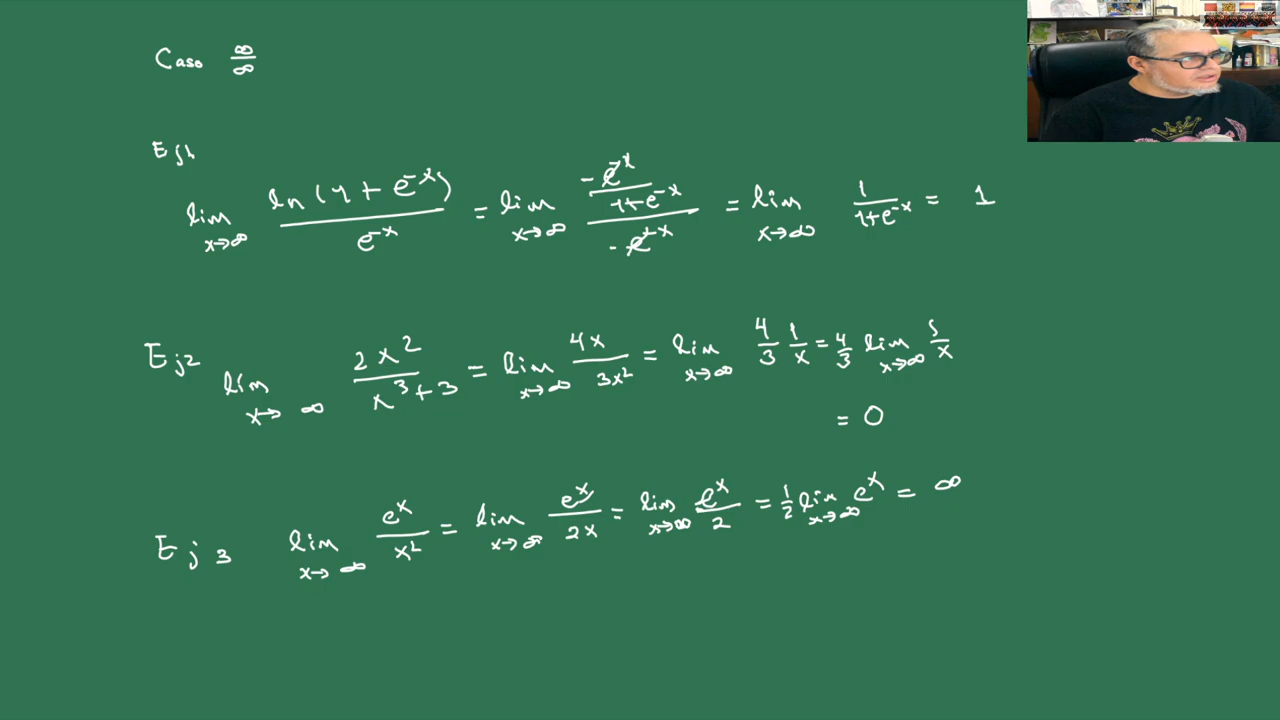 Caso ∞/∞
Ej1
lim x→∞ ln(1+e^-x) / e^-x = lim x→∞ (-e^-x / 1+e^-x) / -e^-x = lim x→∞ 1 / 1+e^-x = 1
Ej2 lim x→∞ 2x^2 / x^3+3 = lim x→∞ 4x / 3x^2 = lim x→∞ 4/3 1/x = 4/3 lim x→∞ 1/x
= 0
Ej 3 lim x→∞ e^x / x^2 = lim x→∞ e^x / 2x = lim x→∞ e^x / 2 = 1/2 lim x→∞ e^x = ∞